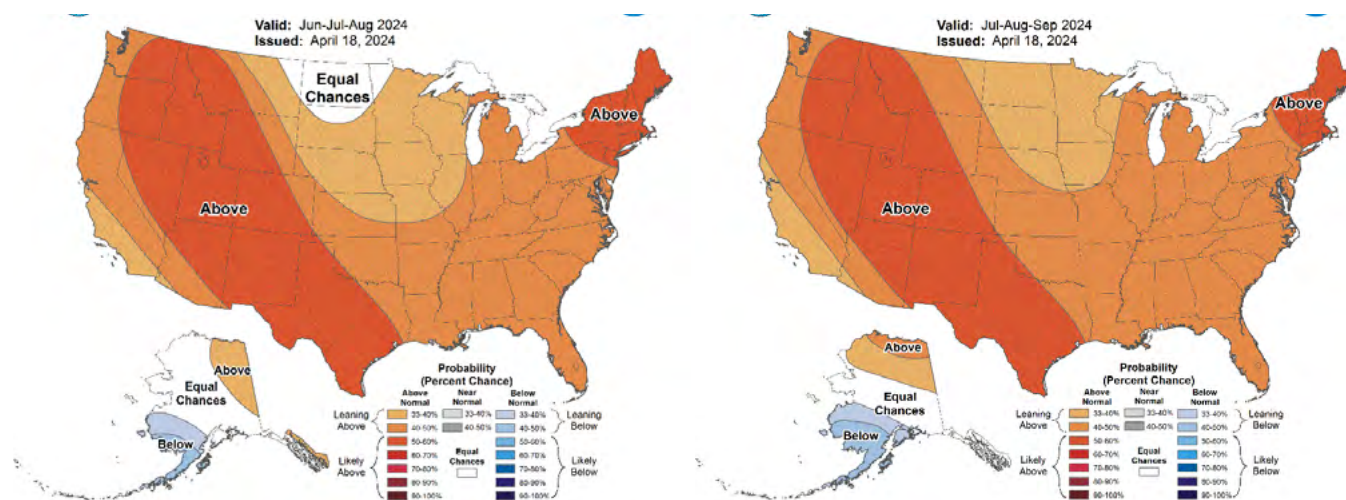 Valid: Jun-Jul-Aug 2024
Issued: April 18, 2024
Equal
Chances
Above
Above
Above
Equal
Chances
Below
Probability
(Percent Chance)
Above
Normal
Near
Normal
Below
Normal
Leaning
Above
33-40%
33-40%
33-40%
Leaning
Below
40-50%
40-50%
40-50%
50-60%
50-60%
60-70%
60-70%
Likely
Above
70-80%
Equal
Chances
70-80%
Likely
Below
80-90%
80-90%
90-100%
90-100%
Valid: Jul-Aug-Sep 2024
Issued: April 18, 2024
Above
Above
Above
Equal
Chances
Below
Probability
(Percent Chance)
Above
Normal
Near
Normal
Below
Normal
Leaning
Above
33-40%
33-40%
33-40%
Leaning
Below
40-50%
40-50%
40-50%
50-60%
50-60%
60-70%
60-70%
Likely
Above
70-80%
Equal
Chances
70-80%
Likely
Below
80-90%
80-90%
90-100%
90-100%